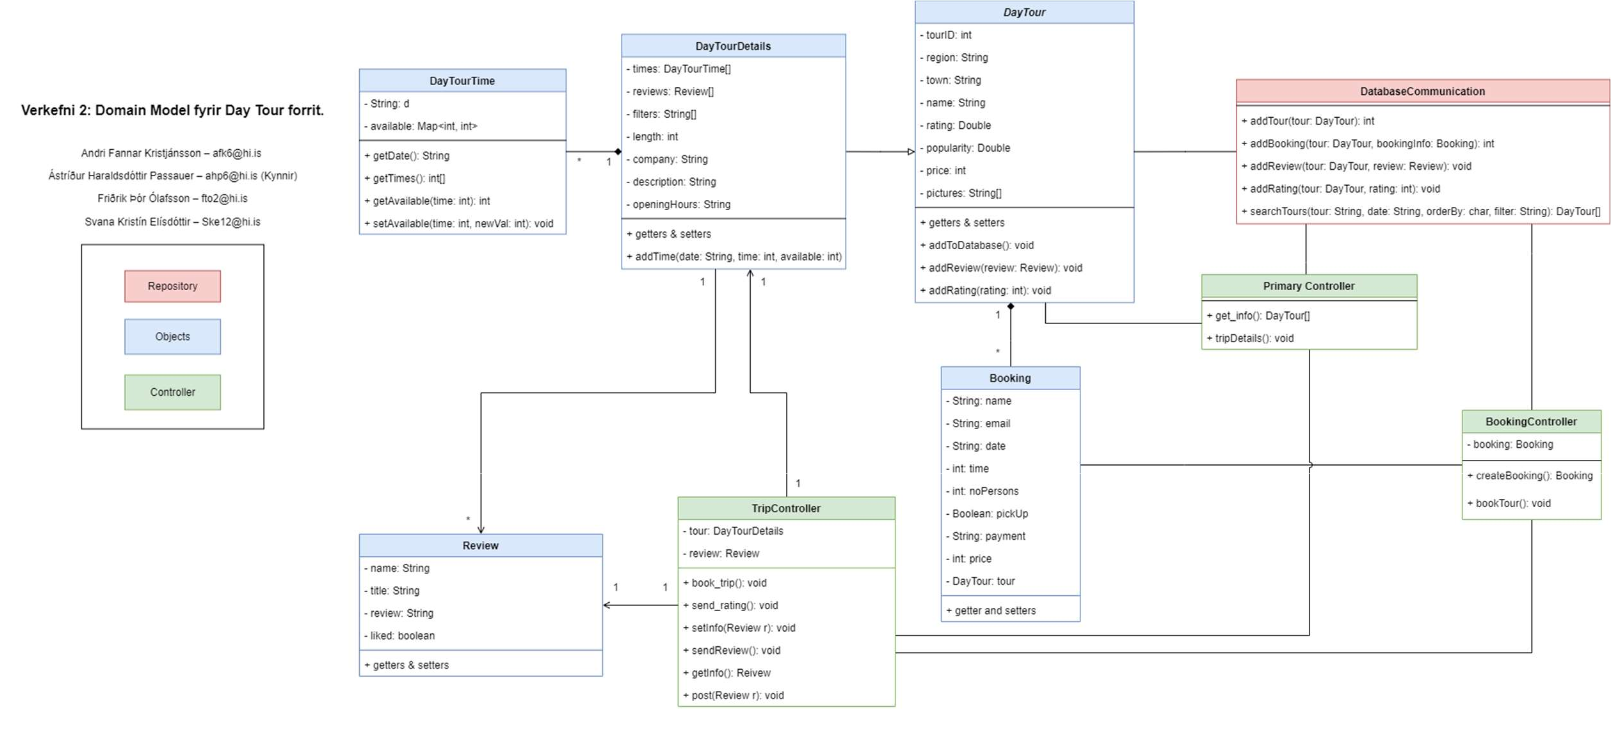 Verkefni 2: Domain Model fyrir Day Tour forrit.
Andri Fannar Kristjánsson – afk6@hi.is
Ástríður Haraldsdóttir Passauer – ahp6@hi.is (Kynnir)
Friðrik Þór Ólafsson – fto2@hi.is
Svana Kristín Elísdóttir – Ske12@hi.is
Repository
Objects
Controller
DayTourTime
- String: d
- available: Map<int, int>
+ getDate(): String
+ getTimes(): int[]
+ getAvailable(time: int): int
+ setAvailable(time: int, newVal: int): void
*
1
DayTourDetails
- times: DayTourTime[]
- reviews: Review[]
- filters: String[]
- length: int
- company: String
- description: String
- openingHours: String
+ getters & setters
+ addTime(date: String, time: int, available: int)
1
1
DayTour
- tourID: int
- region: String
- town: String
- name: String
- rating: Double
- popularity: Double
- price: int
- pictures: String[]
+ getters & setters
+ addToDatabase(): void
+ addReview(review: Review): void
+ addRating(rating: int): void
1
*
DatabaseCommunication
+ addTour(tour: DayTour): int
+ addBooking(tour: DayTour, bookingInfo: Booking): int
+ addReview(tour: DayTour, review: Review): void
+ addRating(tour: DayTour, rating: int): void
+ searchTours(tour: String, date: String, orderBy: char, filter: String): DayTour[]
Primary Controller
+ get_info(): DayTour[]
+ tripDetails(): void
Booking
- String: name
- String: email
- String: date
- int: time
- int: noPersons
- Boolean: pickUp
- String: payment
- int: price
- DayTour: tour
+ getter and setters
BookingController
- booking: Booking
+ createBooking(): Booking
+ bookTour(): void
*
Review
- name: String
- title: String
- review: String
- liked: boolean
+ getters & setters
1
1
1
TripController
- tour: DayTourDetails
- review: Review
+ book_trip(): void
+ send_rating(): void
+ setInfo(Review r): void
+ sendReview(): void
+ getInfo(): Reivew
+ post(Review r): void